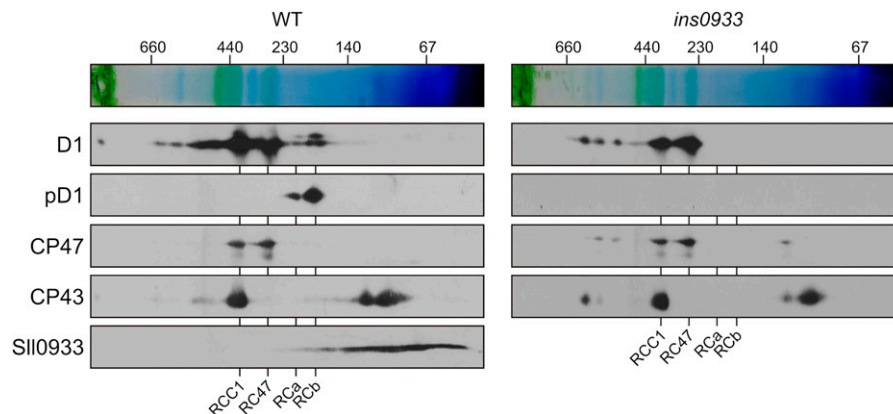 WT ins0933
660 440 230 140 67 660 440 230 140 67
D1
pD1
CP47
CP43
Sll0933
RCC1 RC47 RCa RCb RCC1 RC47 RCa RCb